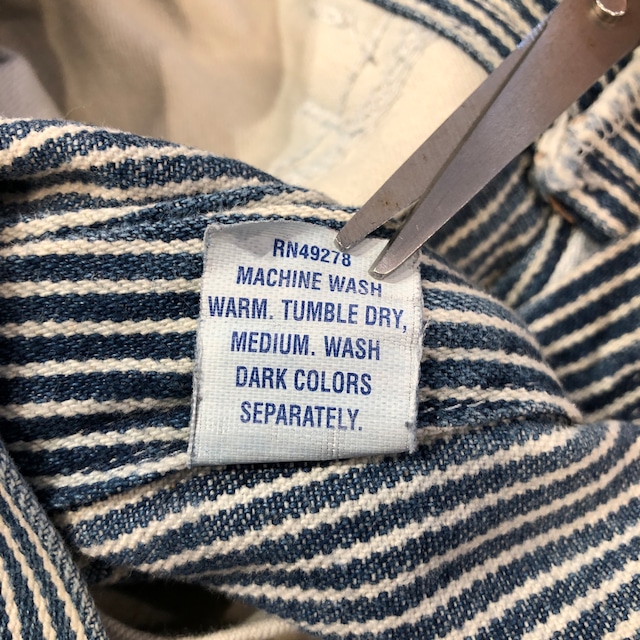 RN49278
MACHINE WASH
WARM. TUMBLE DRY,
MEDIUM. WASH
DARK COLORS
SEPARATELY.